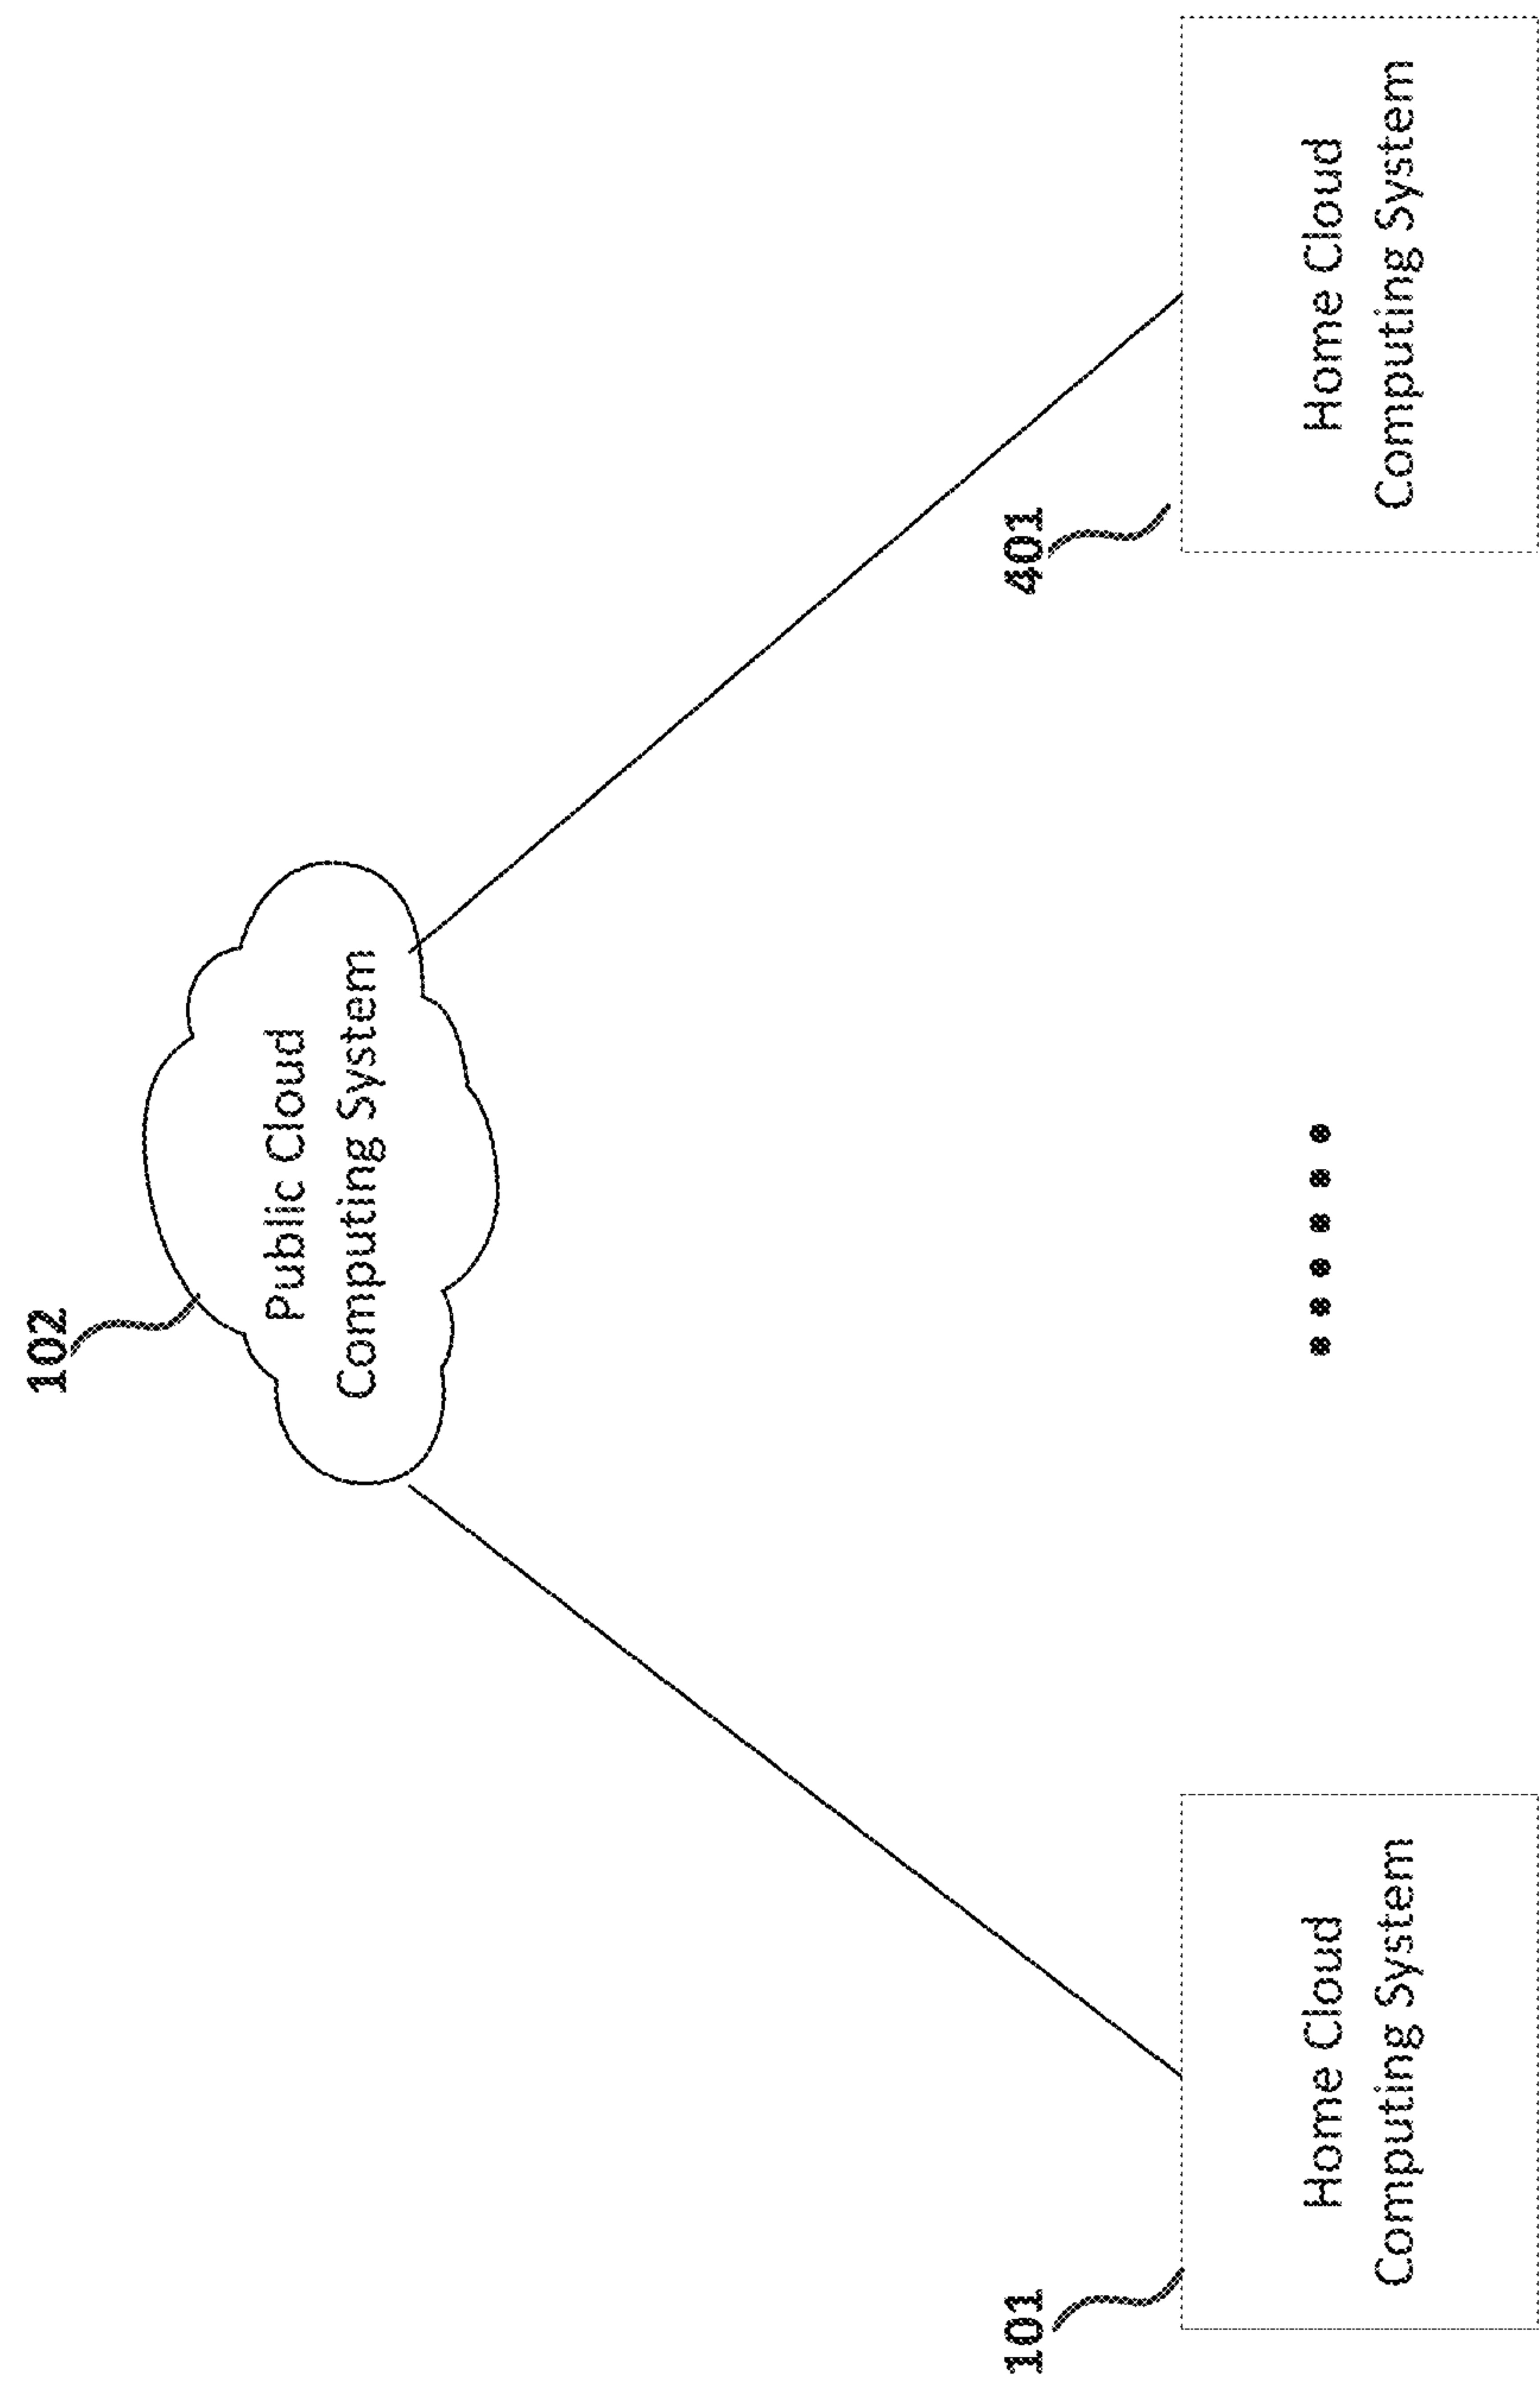 102
Public Cloud
Computing System
101
Home Cloud
Computing System
401
Home Cloud
Computing System